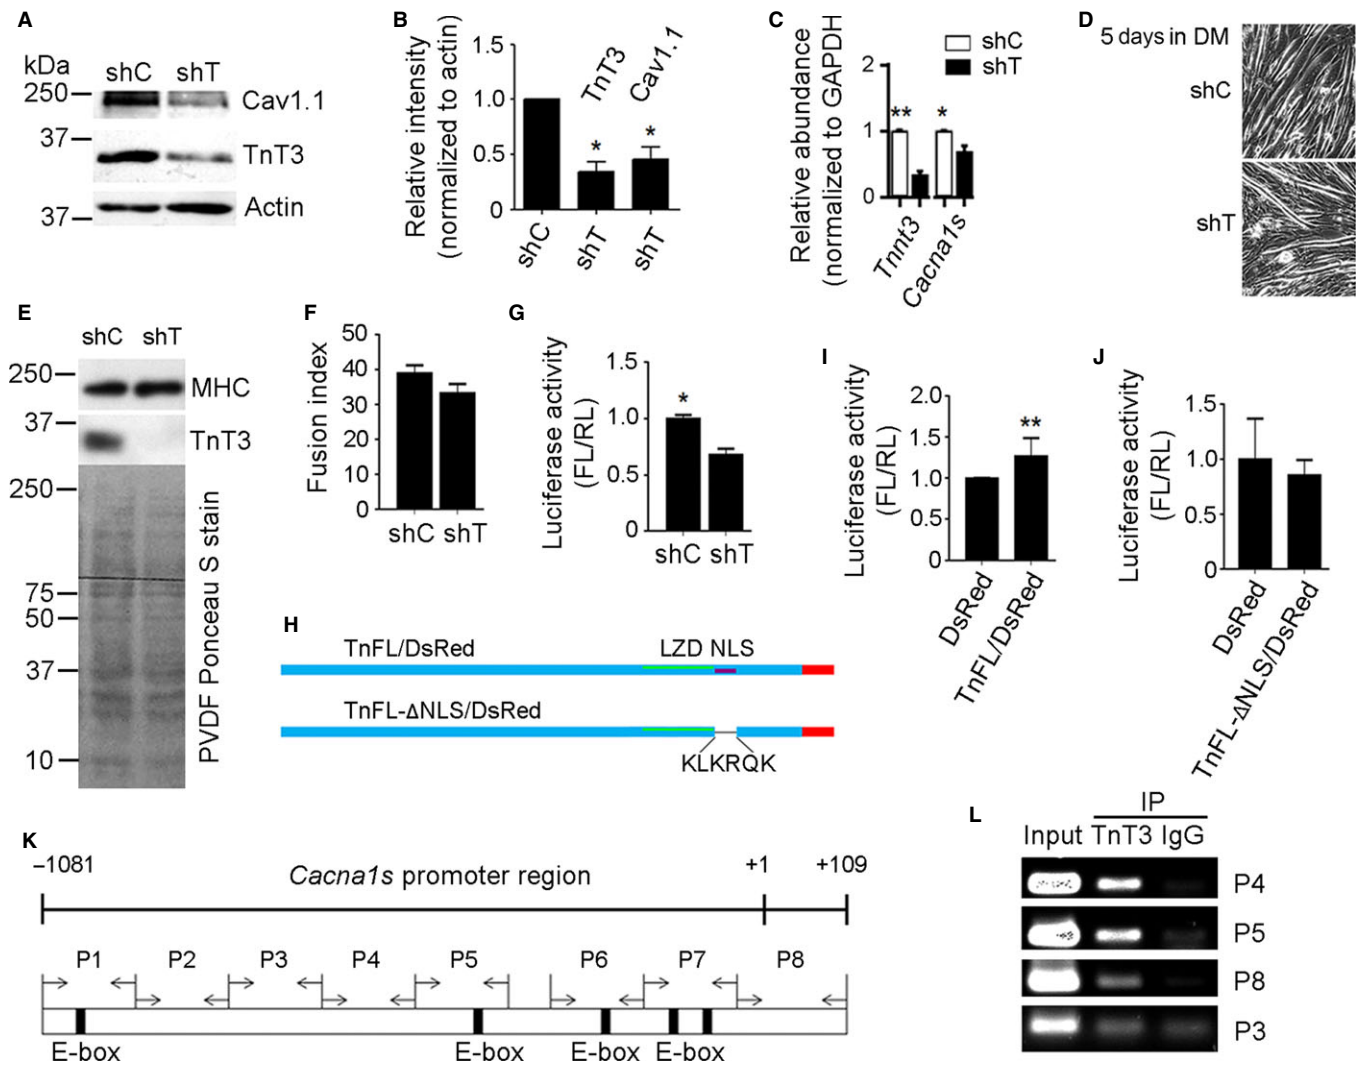 A
kDa
shC shT
250
Cav1.1
37
TnT3
37
Actin
B
Relative intensity
(normalized to actin)
1.5
1.0
0.5
0
TnT3
Cav1.1
*
*
shC
shT
shT
C
Relative abundance
(normalized to GAPDH)
shC
shT
2
1
0
**
*
Tnnt3
Cacna1s
D
5 days in DM
shC
shT
E
shC shT
250
MHC
37
TnT3
250
75
50
37
10
PVDF Ponceau S stain
F
Fusion index
50
40
30
20
10
0
shC shT
G
Luciferase activity
(FL/RL)
1.5
1.0
0.5
0
*
shC shT
H
TnFL/DsRed
LZD NLS
TnFL-ΔNLS/DsRed
KLKRQK
I
Luciferase activity
(FL/RL)
2.0
1.5
1.0
0.5
0
**
DsRed
TnFL/DsRed
J
Luciferase activity
(FL/RL)
1.5
1.0
0.5
0
DsRed
TnFL-ΔNLS/DsRed
K
–1081
Cacna1s promoter region
+1
+109
P1 P2 P3 P4 P5 P6 P7 P8
E-box E-box E-box E-box
L
IP
Input TnT3 IgG
P4
P5
P8
P3